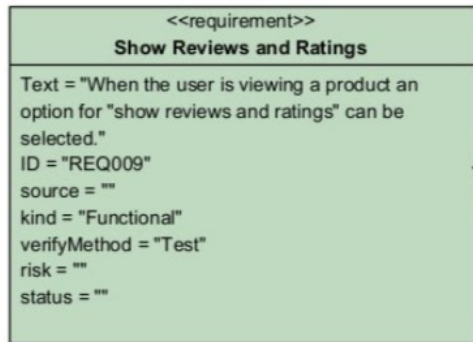 <<requirement>>
Show Reviews and Ratings
Text = "When the user is viewing a product an
option for "show reviews and ratings" can be
selected."
ID = "REQ009"
source = ""
kind = "Functional"
verifyMethod = "Test"
risk = ""
status = ""